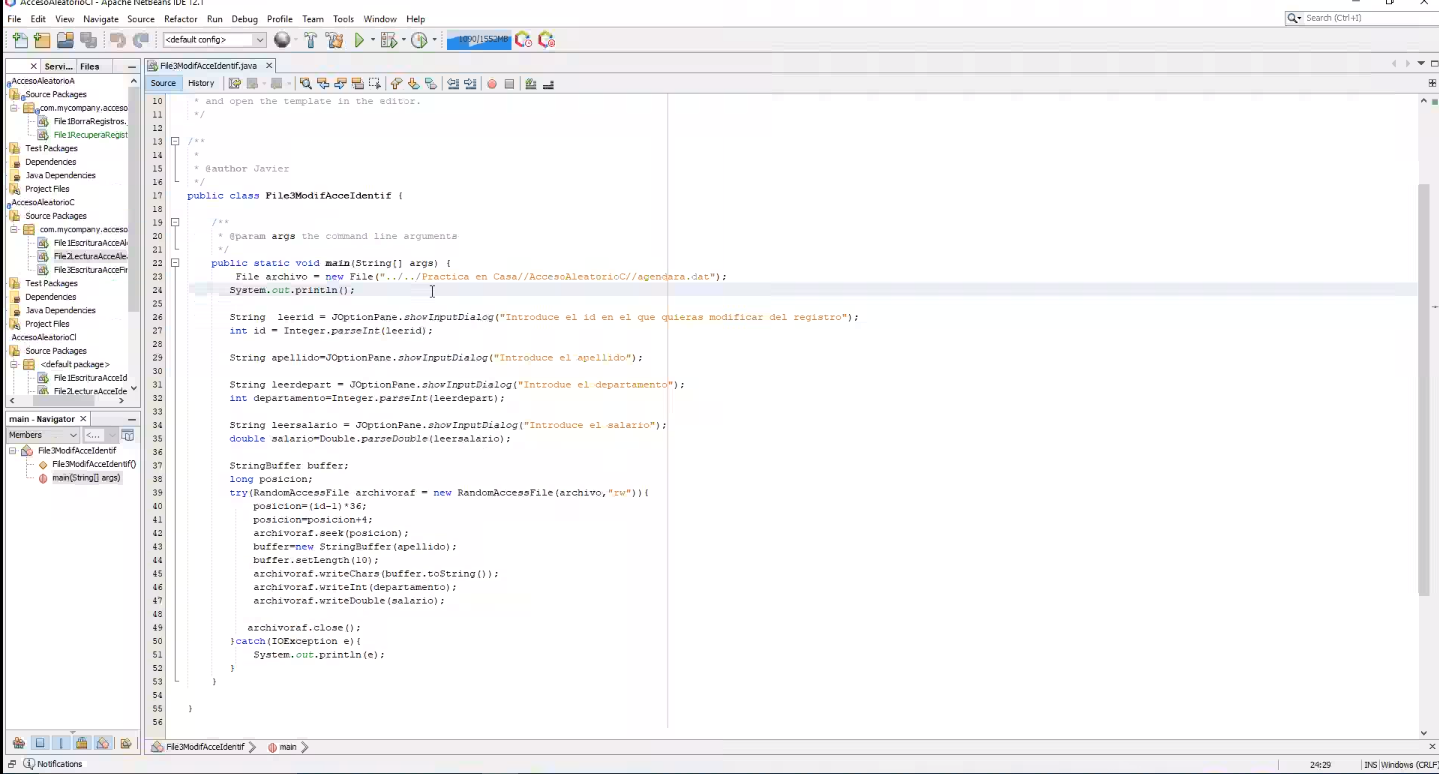 AccesoAleatorioCI - Apache NetBeans IDE 12.1
File Edit View Navigate Source Refactor Run Debug Profile Team Tools Window Help
Search (Ctrl+I)
<default config>
1090/1552MB
Servi... Files
File3ModifAcceIdentif.java
Source History
AccesoAleatorioA
Source Packages
com.mycompany.acceso
File1BorraRegistros.
File1RecuperaRegist
Test Packages
Dependencies
Java Dependencies
Project Files
AccesoAleatorioC
Source Packages
com.mycompany.acceso
File1EscrituraAcceAl
File2LecturaAcceAle
File3EscrituraAcceFir
Test Packages
Dependencies
Java Dependencies
Project Files
AccesoAleatorioCI
Source Packages
<default package>
File1EscrituraAcceId
File2LecturaAcceIde
main - Navigator
Members <...
File3ModifAcceIdentif
File3ModifAcceIdentif()
main(String[] args)
10 * and open the template in the editor.
11 */
12
13 /**
14 *
15 * @author Javier
16 */
17 public class File3ModifAcceIdentif {
18
19 /**
20 * @param args the command line arguments
21 */
22 public static void main(String[] args) {
23 File archivo = new File("../../Practica en Casa//AccesoAleatorioC//agendara.dat");
24 System.out.println();
25
26 String leerid = JOptionPane.showInputDialog("Introduce el id en el que quieras modificar del registro");
27 int id = Integer.parseInt(leerid);
28
29 String apellido=JOptionPane.showInputDialog("Introduce el apellido");
30
31 String leerdepart = JOptionPane.showInputDialog("Introdue el departamento");
32 int departamento=Integer.parseInt(leerdepart);
33
34 String leersalario = JOptionPane.showInputDialog("Introduce el salario");
35 double salario=Double.parseDouble(leersalario);
36
37 StringBuffer buffer;
38 long posicion;
39 try(RandomAccessFile archivoraf = new RandomAccessFile(archivo,"rw")){
40 posicion=(id-1)*36;
41 posicion=posicion+4;
42 archivoraf.seek(posicion);
43 buffer=new StringBuffer(apellido);
44 buffer.setLength(10);
45 archivoraf.writeChars(buffer.toString());
46 archivoraf.writeInt(departamento);
47 archivoraf.writeDouble(salario);
48
49 archivoraf.close();
50 }catch(IOException e){
51 System.out.println(e);
52 }
53 }
54
55 }
56
File3ModifAcceIdentif main
Notifications
24:29 INS Windows (CRLF)